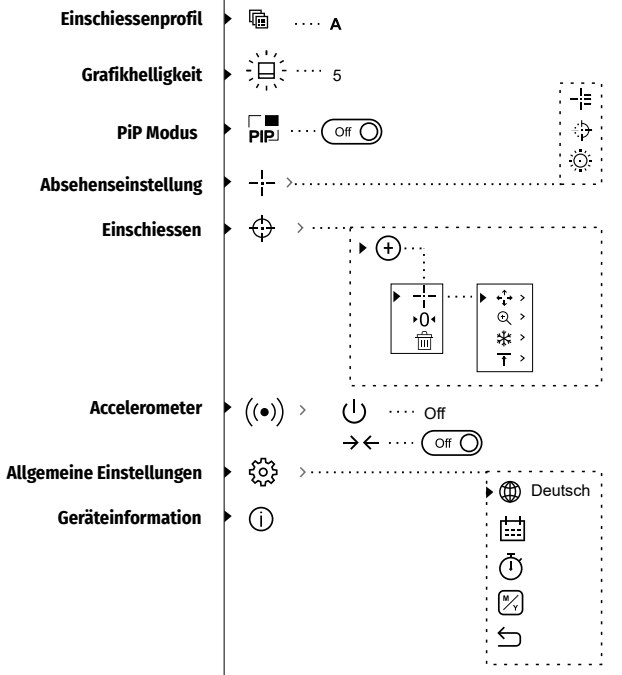 Einschiessenprofil A
Grafikhelligkeit 5
PiP Modus PIP Off
Absehenseinstellung
Einschiessen
0
Accelerometer Off
Off
Allgemeine Einstellungen
Deutsch
Geräteinformation i
M/Y